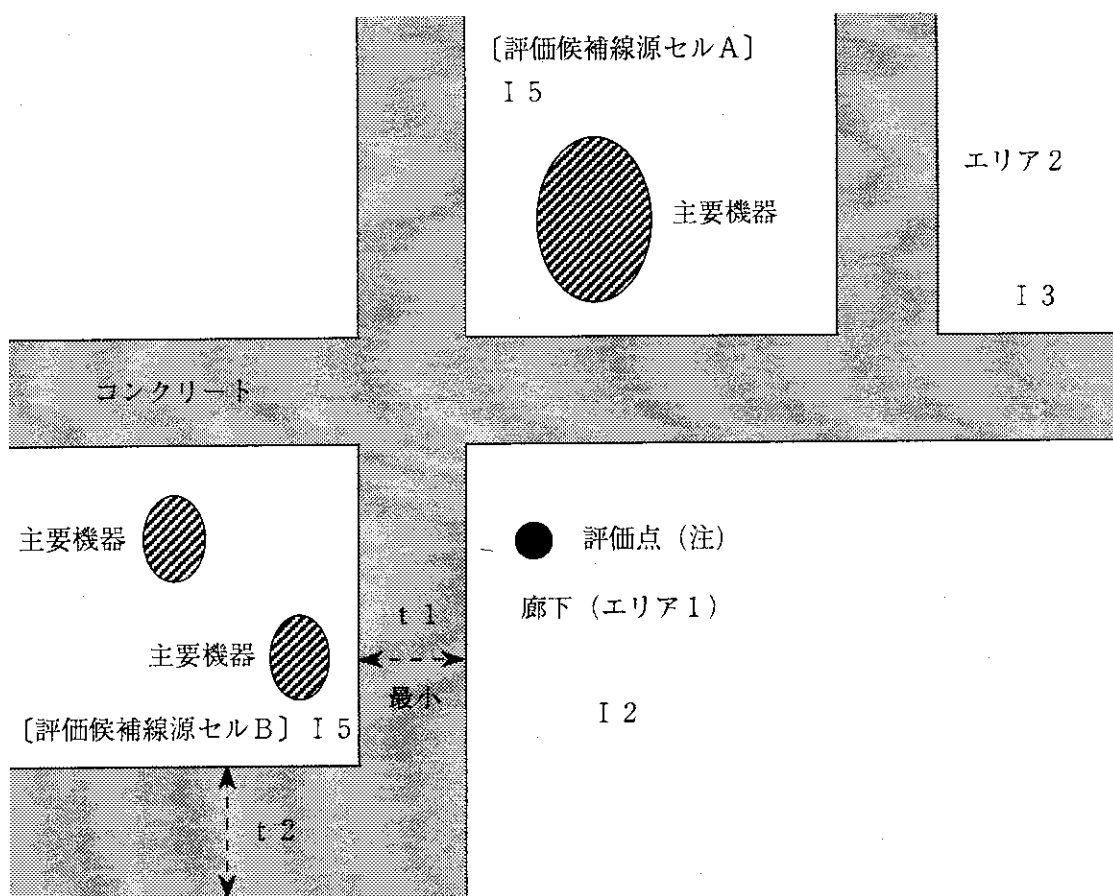 〔評価候補線源セルA〕
I 5
エリア2
主要機器
I 3
コンクリート
主要機器
評価点（注）
廊下（エリア1）
t 1
主要機器
最小
I 2
〔評価候補線源セルB〕 I 5
t 2